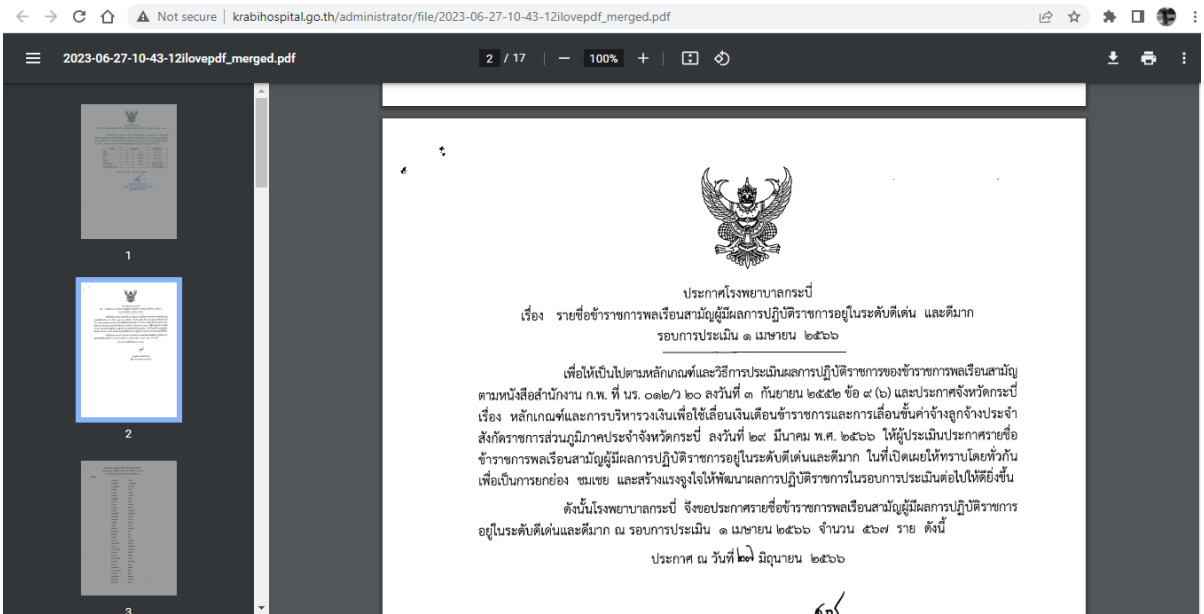 Not secure
krabihospital.go.th/administrator/file/2023-06-27-10-43-12ilovepdf_merged.pdf
2023-06-27-10-43-12ilovepdf_merged.pdf
2 / 17
100%
1
2
3
ประกาศโรงพยาบาลกระบี่
เรื่อง รายชื่อข้าราชการพลเรือนสามัญผู้มีผลการปฏิบัติราชการอยู่ในระดับดีเด่น และดีมาก
รอบการประเมิน ๑ เมษายน ๒๕๖๖
เพื่อให้เป็นไปตามหลักเกณฑ์และวิธีการประเมินผลการปฏิบัติราชการของข้าราชการพลเรือนสามัญ
ตามหนังสือสำนักงาน ก.พ. ที่ นร. ๐๑๒/ว ๒๐ ลงวันที่ ๓ กันยายน ๒๕๕๒ ข้อ ๙ (๖) และประกาศจังหวัดกระบี่
เรื่อง หลักเกณฑ์และการบริหารวงเงินเพื่อใช้เลื่อนเงินเดือนข้าราชการและการเลื่อนขั้นค่าจ้างลูกจ้างประจำ
สังกัดราชการส่วนภูมิภาคประจำจังหวัดกระบี่ ลงวันที่ ๒๙ มีนาคม พ.ศ. ๒๕๖๖ ให้ผู้ประเมินประกาศรายชื่อ
ข้าราชการพลเรือนสามัญผู้มีผลการปฏิบัติราชการอยู่ในระดับดีเด่นและดีมาก ในที่เปิดเผยให้ทราบโดยทั่วกัน
เพื่อเป็นการยกย่อง ชมเชย และสร้างแรงจูงใจให้พัฒนาผลการปฏิบัติราชการในรอบการประเมินต่อไปให้ดียิ่งขึ้น
ดังนั้นโรงพยาบาลกระบี่ จึงขอประกาศรายชื่อข้าราชการพลเรือนสามัญผู้มีผลการปฏิบัติราชการ
อยู่ในระดับดีเด่นและดีมาก ณ รอบการประเมิน ๑ เมษายน ๒๕๖๖ จำนวน ๕๖๗ ราย ดังนี้
ประกาศ ณ วันที่ ๒๗ มิถุนายน ๒๕๖๖